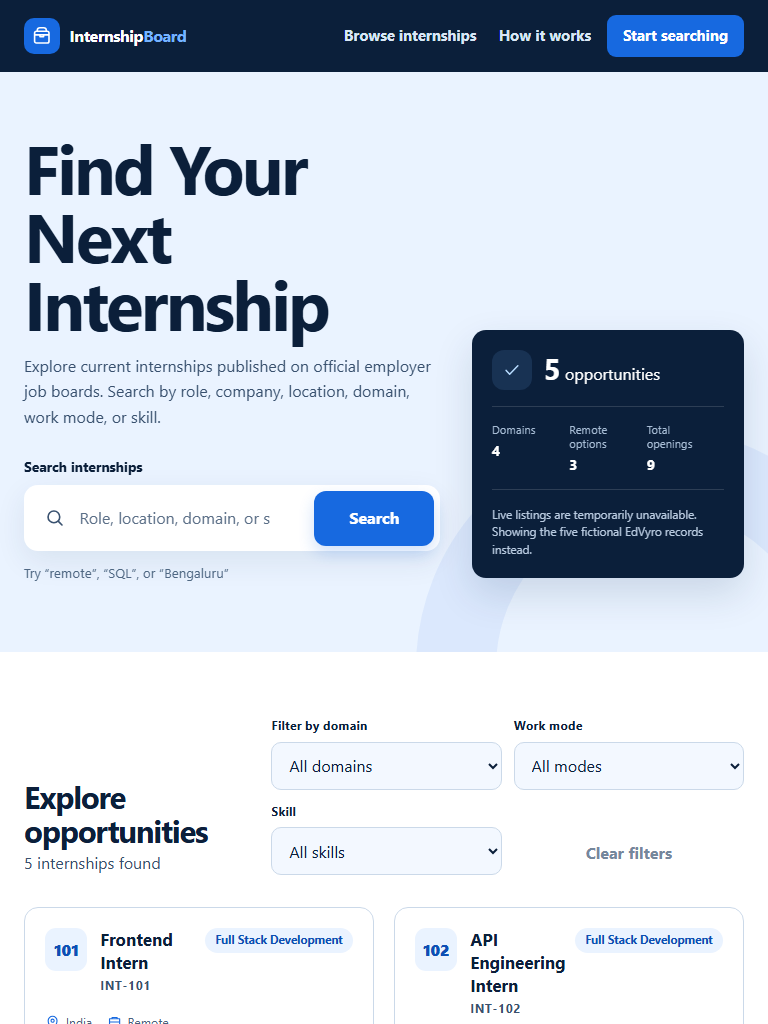 InternshipBoard
Browse internships
How it works
Start searching
Find Your
Next
Internship
Explore current internships published on official employer
job boards. Search by role, company, location, domain,
work mode, or skill.
Search internships
Role, location, domain, or s
Search
Try “remote”, “SQL”, or “Bengaluru”
5 opportunities
Domains
4
Remote
options
3
Total
openings
9
Live listings are temporarily unavailable.
Showing the five fictional EdVyro records
instead.
Explore
opportunities
5 internships found
Filter by domain
All domains
Work mode
All modes
Skill
All skills
Clear filters
101
Frontend
Intern
INT-101
Full Stack Development
India
Remote
102
API
Engineering
Intern
INT-102
Full Stack Development